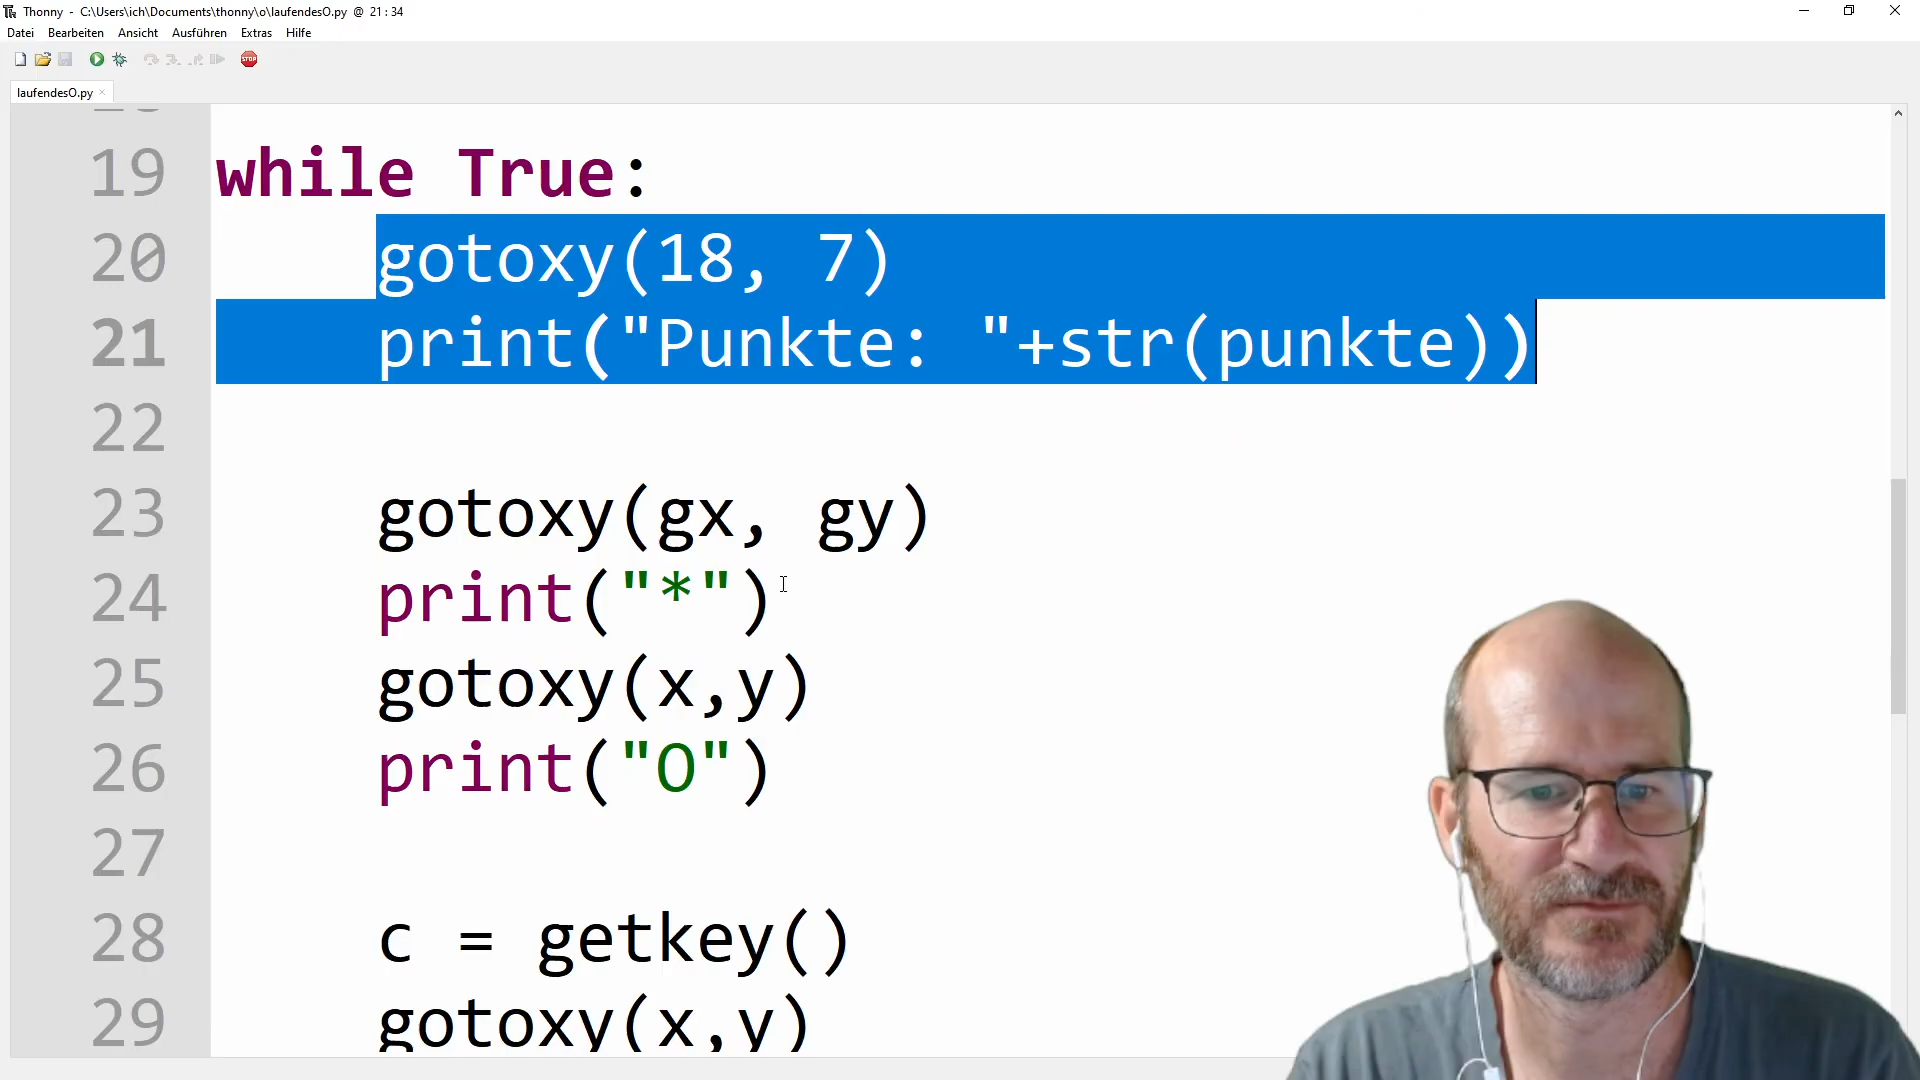 Thonny - C:\Users\ich\Documents\thonny\o\laufendesO.py @ 21 : 34
Datei Bearbeiten Ansicht Ausführen Extras Hilfe
STOP
laufendesO.py ×
19 while True:
20 gotoxy(18, 7)
21 print("Punkte: "+str(punkte))
22
23 gotoxy(gx, gy)
24 print("*")
25 gotoxy(x,y)
26 print("O")
27
28 c = getkey()
29 gotoxy(x,y)